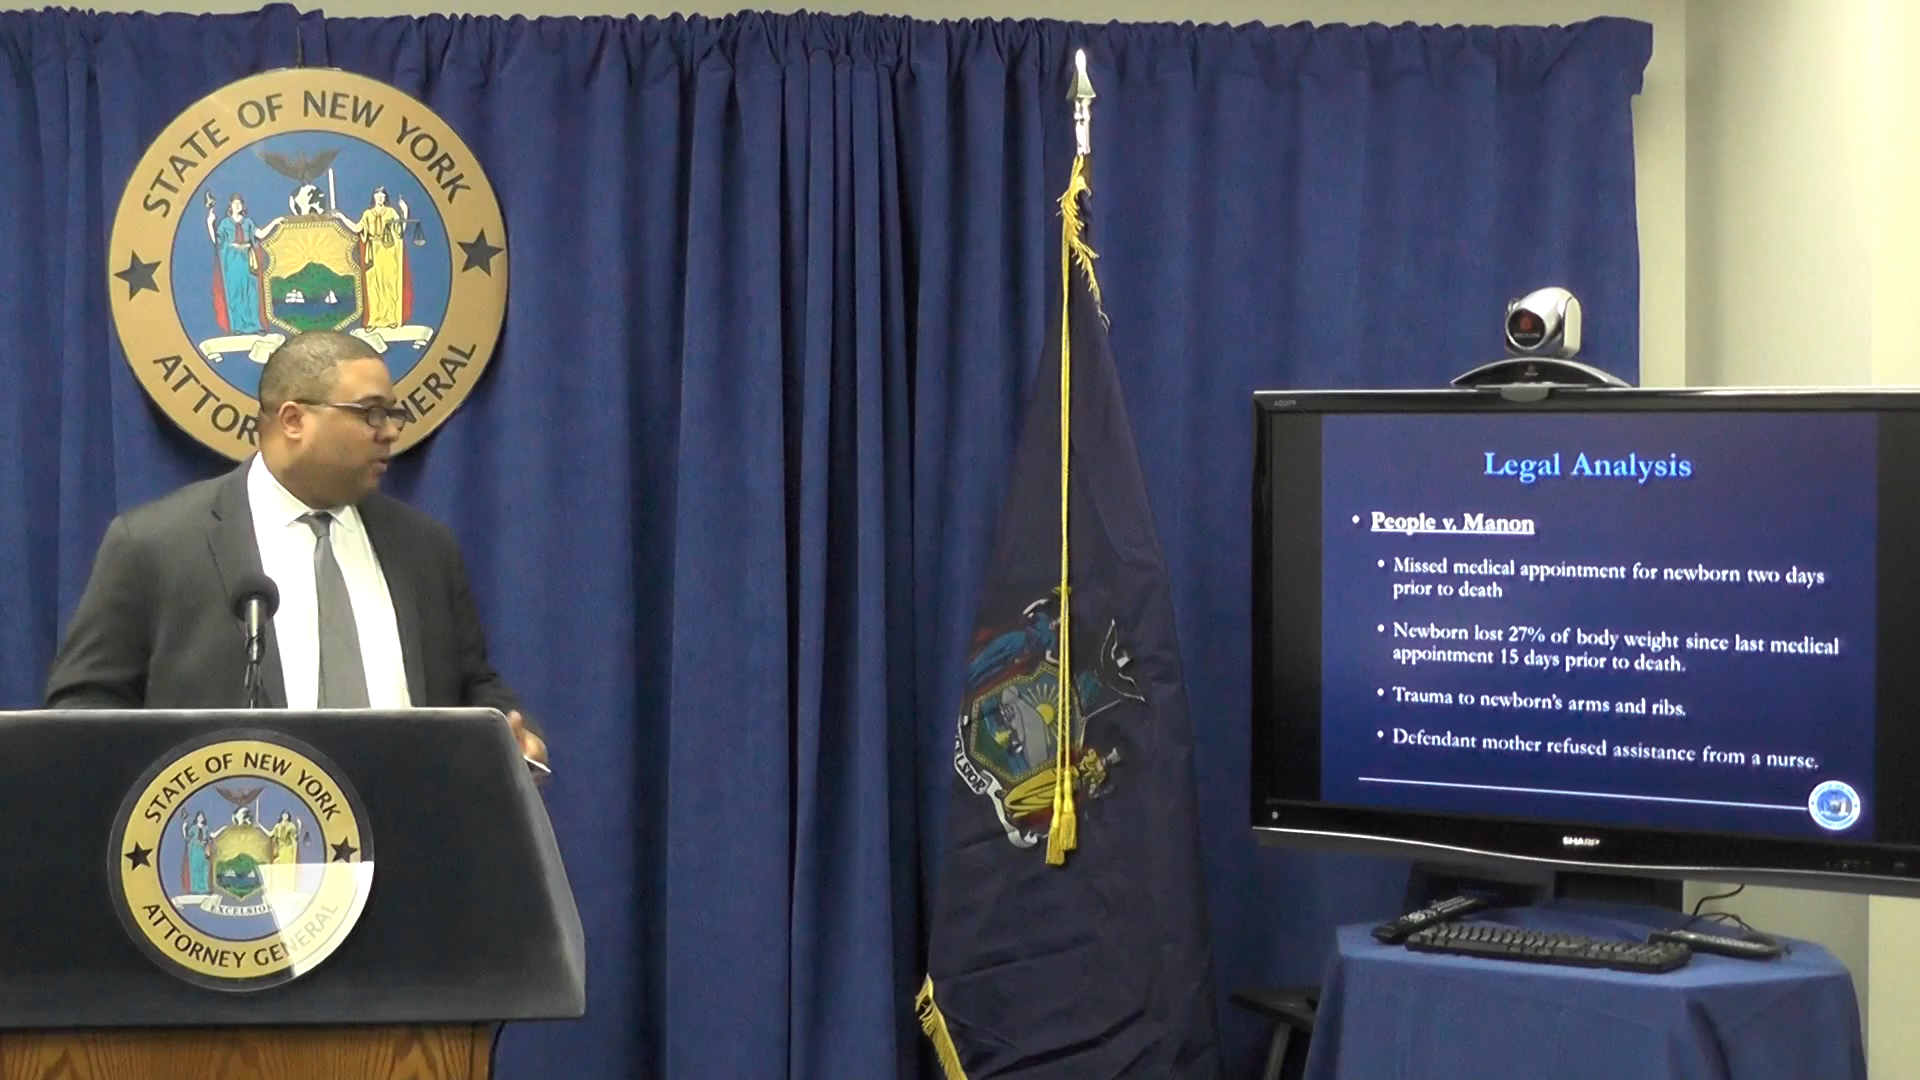 STATE OF NEW YORK
ATTOR NERAL
STATE OF NEW YORK
EXCELSIOR
ATTORNEY GENERAL
Legal Analysis
• People v. Manon
• Missed medical appointment for newborn two days
prior to death
• Newborn lost 27% of body weight since last medical
appointment 15 days prior to death.
• Trauma to newborn's arms and ribs.
• Defendant mother refused assistance from a nurse.
SHARP